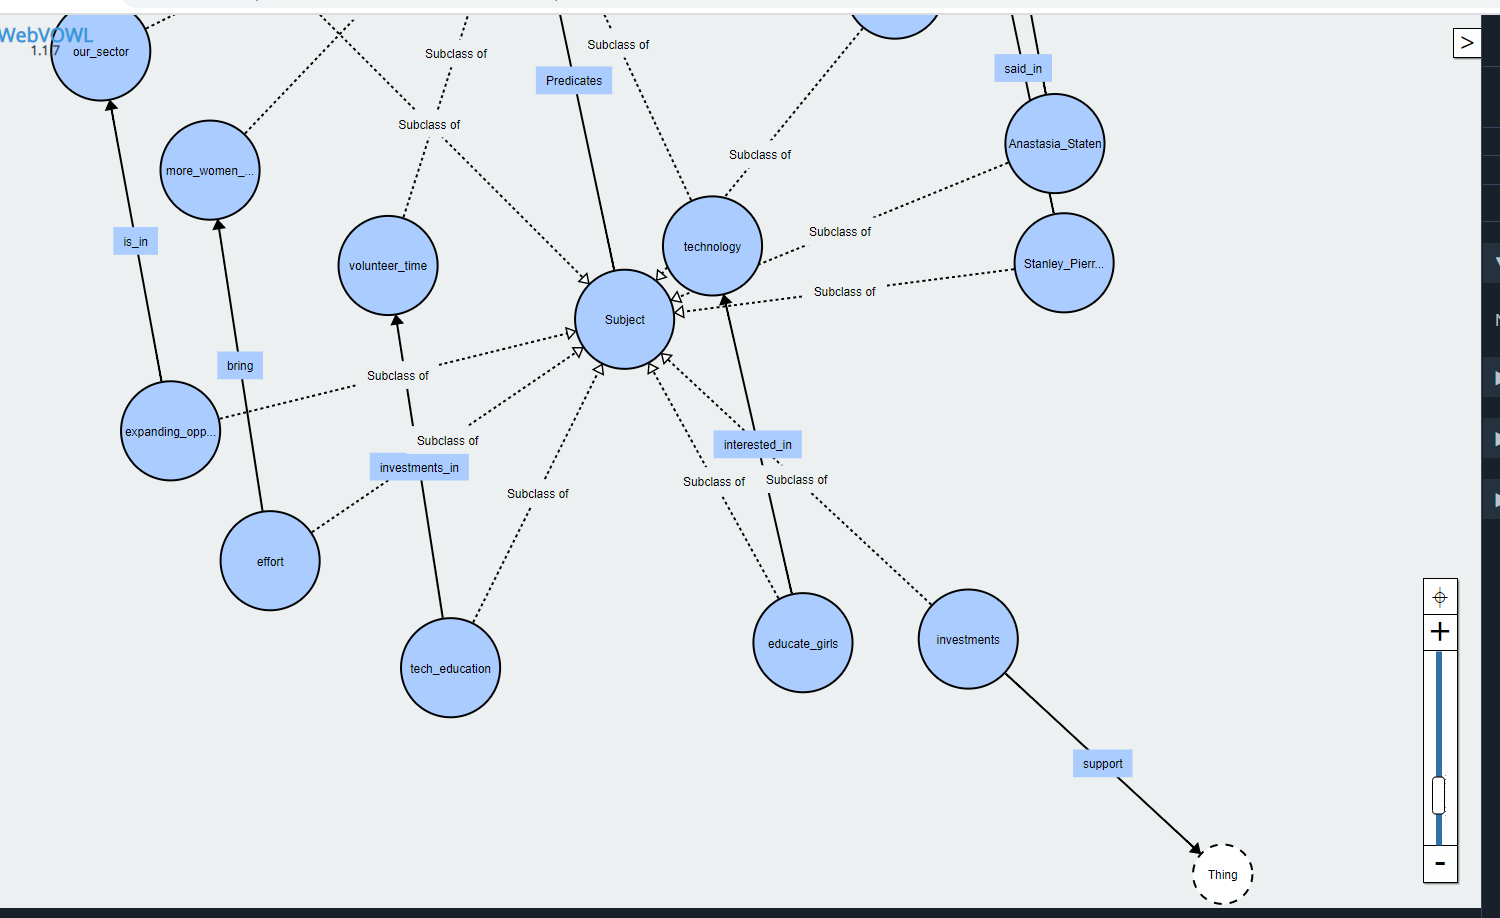 WebVOWL
1.1.7
our_sector
Subclass of
Subclass of
Predicates
said_in
>
Subclass of
Anastasia_Staten
Subclass of
more_women_...
is_in
volunteer_time
technology
Subclass of
Stanley_Pierr...
Subclass of
Subject
bring
Subclass of
expanding_opp...
Subclass of
interested_in
investments_in
Subclass of
Subclass of
Subclass of
effort
+
tech_education
educate_girls
investments
support
-
Thing